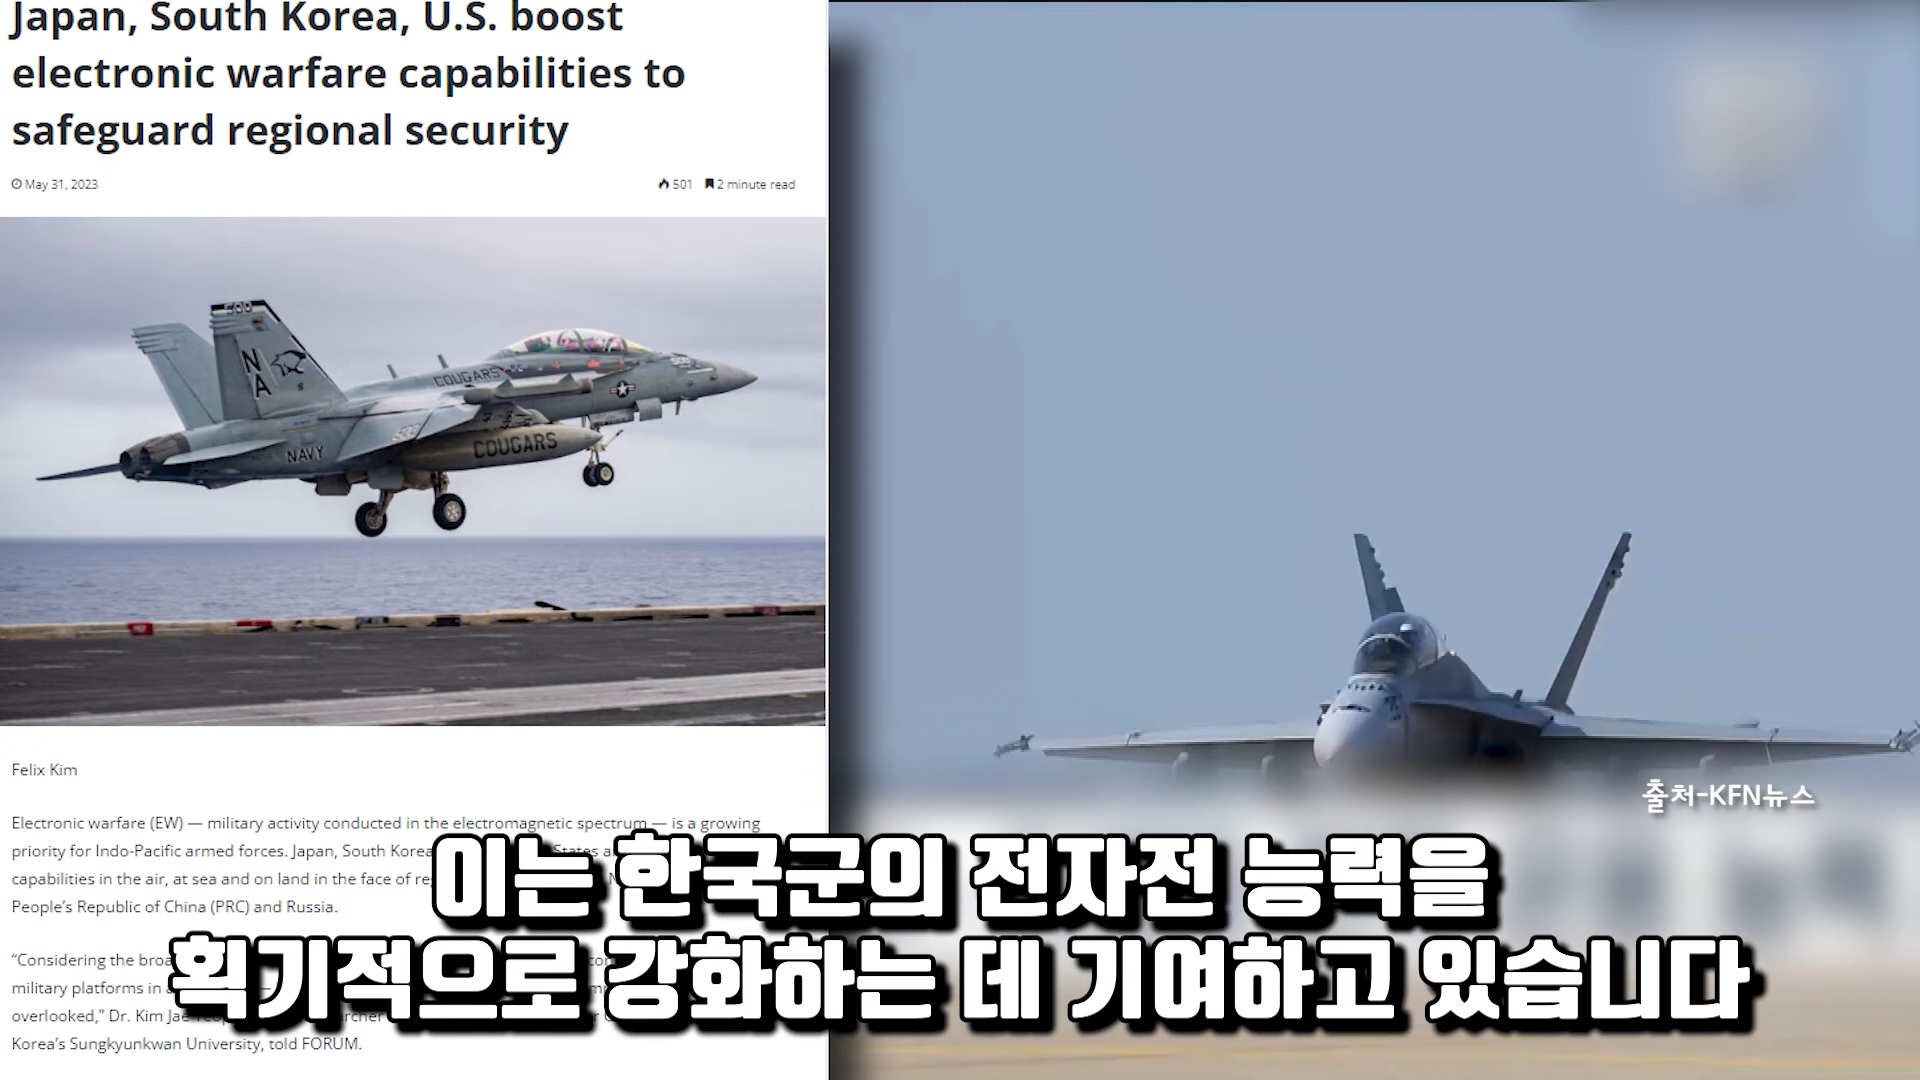 Japan, South Korea, U.S. boost
electronic warfare capabilities to
safeguard regional security
May 31, 2023
501
2 minute read
500
NA
COUGARS
500
NAVY
COUGARS
Felix Kim
Electronic warfare (EW) — military activity conducted in the electromagnetic spectrum — is a growing
priority for Indo-Pacific armed forces. Japan, South Korea
capabilities in the air, at sea and on land in the face of
People’s Republic of China (PRC) and Russia.
“Considering the
military platforms in
overlooked,” Dr. Kim
Korea’s Sungkyunkwan University, told FORUM.
출처-KFN뉴스
이는 한국군의 전자전 능력을
획기적으로 강화하는 데 기여하고 있습니다